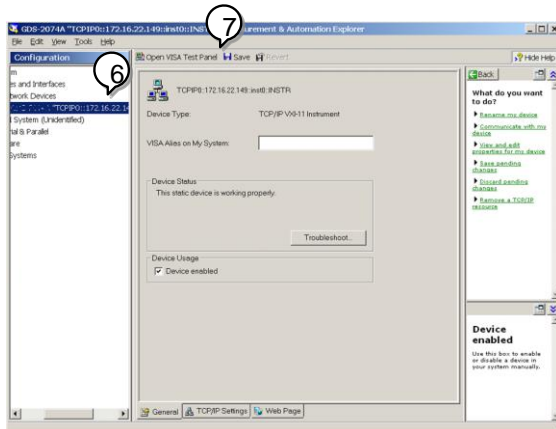 GDS-2074A "TCPIP0::172.16.22.149::inst0::INS urement & Automation Explorer
7
File Edit View Tools Help
Configuration
Open VISA Test Panel Save Revert
Hide Help
6
m
es and Interfaces
twork Devices
"TCPIP0::172.16.22.14
l System (Unidentified)
ial & Parallel
are
Systems
TCPIP0::172.16.22.149::inst0::INSTR
Device Type: TCP/IP VXI-11 Instrument
VISA Alias on My System:
Device Status
This static device is working properly.
Troubleshoot...
Device Usage
Device enabled
General TCP/IP Settings Web Page
Back
What do you want
to do?
Rename my device
Communicate with my
device
View and edit
properties for my device
Save pending
changes
Discard pending
changes
Remove a TCP/IP
resource
Device
enabled
Use this box to enable
or disable a device in
your system manually.